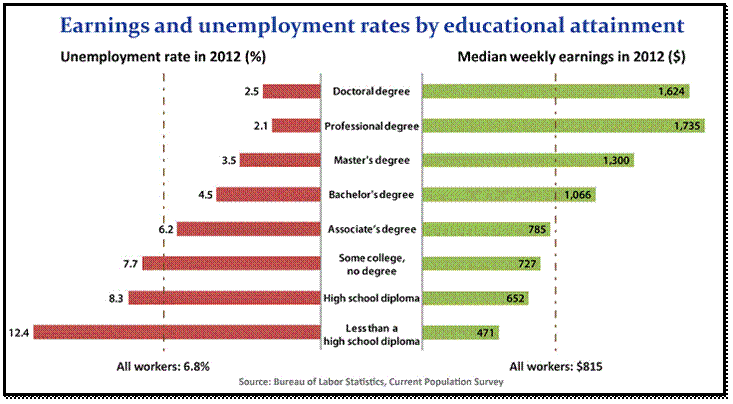 Earnings and unemployment rates by educational attainment
Unemployment rate in 2012 (%)
Median weekly earnings in 2012 ($)
2.5 Doctoral degree 1,624
2.1 Professional degree 1,735
3.5 Master's degree 1,300
4.5 Bachelor's degree 1,066
6.2 Associate's degree 785
7.7 Some college,
no degree 727
8.3 High school diploma 652
12.4 Less than a
high school diploma 471
All workers: 6.8%
All workers: $815
Source: Bureau of Labor Statistics, Current Population Survey